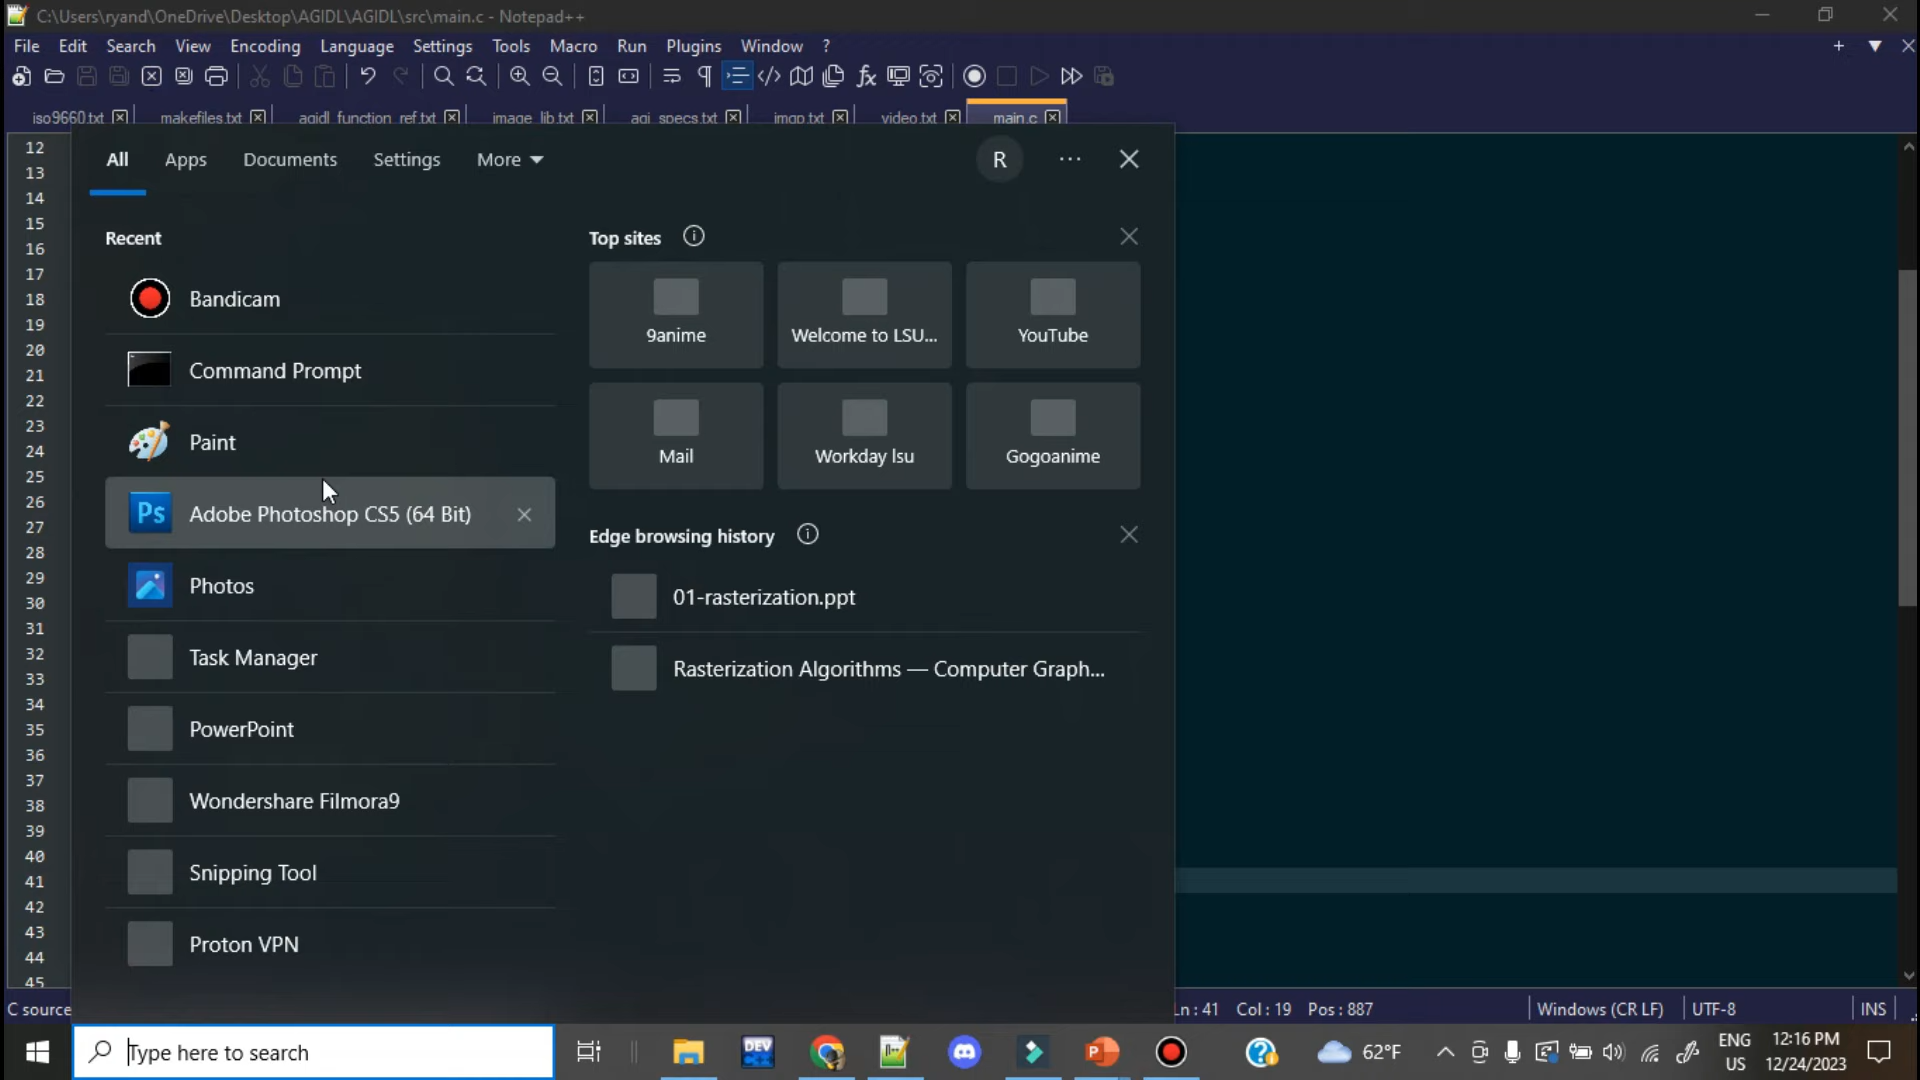 C:\Users\ryand\OneDrive\Desktop\AGIDL\AGIDL\src\main.c - Notepad++
File Edit Search View Encoding Language Settings Tools Macro Run Plugins Window ?
iso9660.txt makefiles.txt agidl_function_ref.txt image_lib.txt agi_specs.txt imgp.txt video.txt main.c
12
13
14
15
16
17
18
19
20
21
22
23
24
25
26
27
28
29
30
31
32
33
34
35
36
37
38
39
40
41
42
43
44
45
All Apps Documents Settings More
R
Recent
Bandicam
Command Prompt
Paint
Ps
Adobe Photoshop CS5 (64 Bit)
Photos
Task Manager
PowerPoint
Wondershare Filmora9
Snipping Tool
Proton VPN
Top sites
9anime
Welcome to LSU...
YouTube
Mail
Workday lsu
Gogoanime
Edge browsing history
01-rasterization.ppt
Rasterization Algorithms — Computer Graph...
C source
Ln: 41 Col: 19 Pos: 887
Windows (CR LF)
UTF-8
INS
Type here to search
DEV
62°F
ENG
US
12:16 PM
12/24/2023